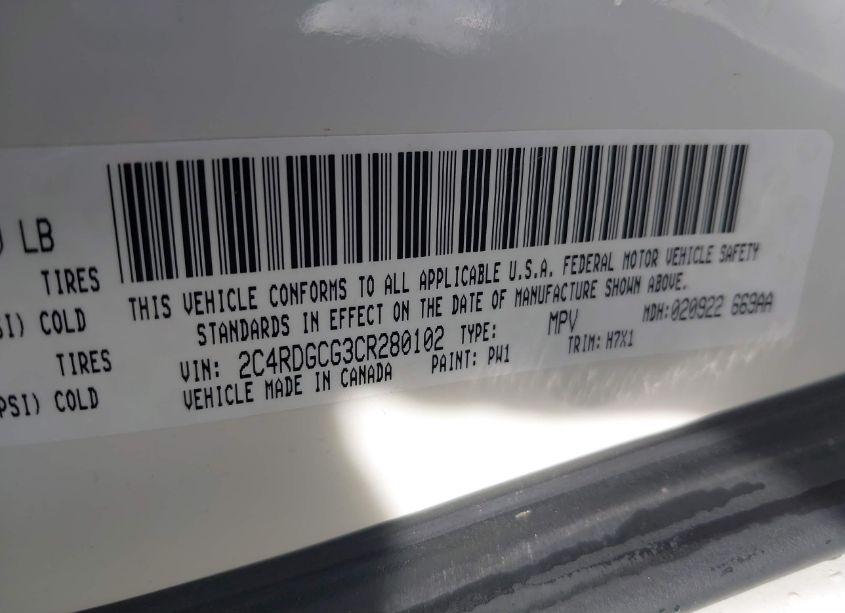 LB
TIRES
COLD
TIRES
PSI) COLD
THIS VEHICLE CONFORMS TO ALL APPLICABLE U.S.A. FEDERAL MOTOR VEHICLE SAFETY
STANDARDS IN EFFECT ON THE DATE OF MANUFACTURE SHOWN ABOVE.
VIN: 2C4RDGCG3CR280102 TYPE: MPV MDH:020922 669AA
VEHICLE MADE IN CANADA PAINT: PW1 TRIM: H7X1